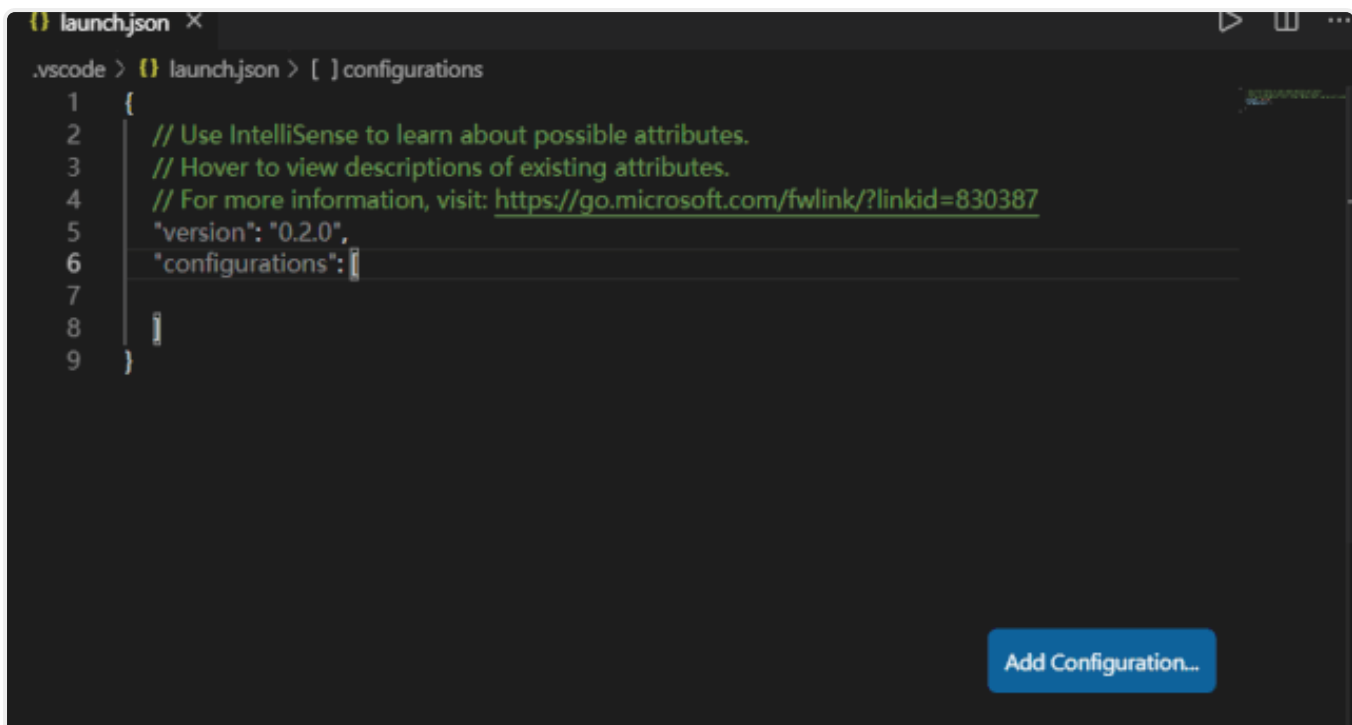 {} launch.json ×
.vscode > {} launch.json > [ ] configurations
1 {
2 // Use IntelliSense to learn about possible attributes.
3 // Hover to view descriptions of existing attributes.
4 // For more information, visit: https://go.microsoft.com/fwlink/?linkid=830387
5 "version": "0.2.0",
6 "configurations": [
7
8 ]
9 }
Add Configuration...